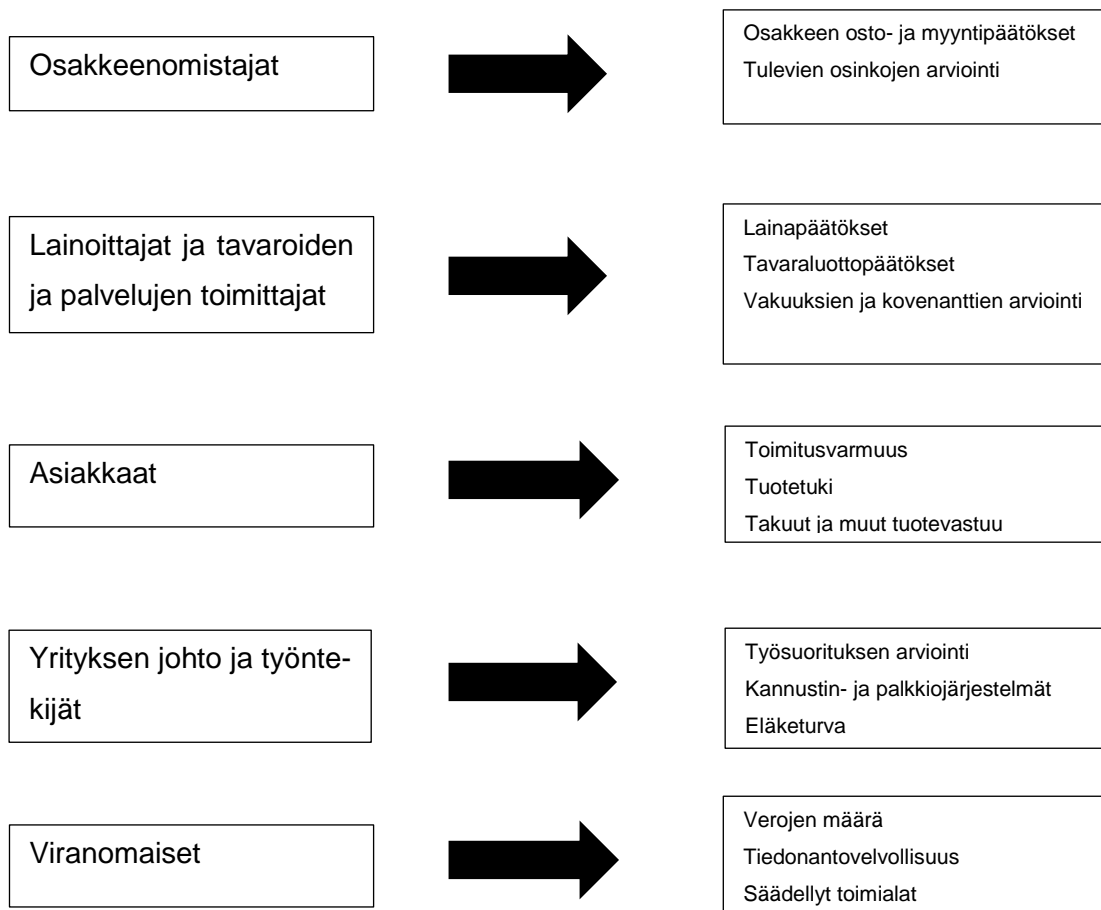 Osakkeenomistajat
Osakkeen osto- ja myyntipäätökset
Tulevien osinkojen arviointi
Lainoittajat ja tavaroiden
ja palvelujen toimittajat
Lainapäätökset
Tavaraluottopäätökset
Vakuuksien ja kovenanttien arviointi
Asiakkaat
Toimitusvarmuus
Tuotetuki
Takuut ja muut tuotevastuu
Yrityksen johto ja työnte-
kijät
Työsuorituksen arviointi
Kannustin- ja palkkiojärjestelmät
Eläketurva
Viranomaiset
Verojen määrä
Tiedonantovelvollisuus
Säädellyt toimialat